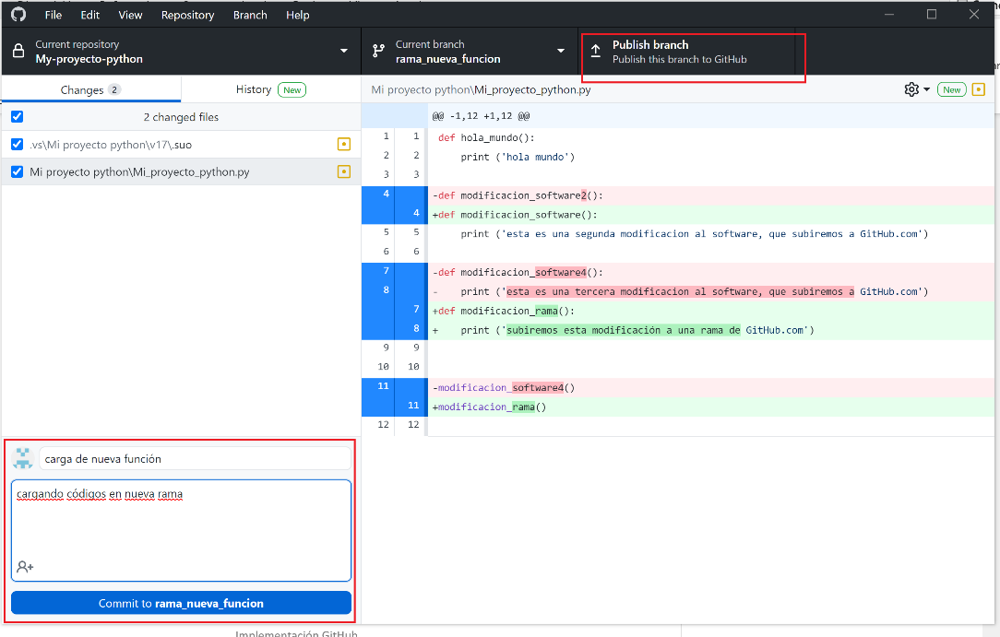 File Edit View Repository Branch Help
Current repository
My-proyecto-python
Current branch
rama_nueva_funcion
Publish branch
Publish this branch to GitHub
Changes 2
History New
Mi proyecto python\Mi_proyecto_python.py
New
2 changed files
.vs\Mi proyecto python\v17\.suo
Mi proyecto python\Mi_proyecto_python.py
@@ -1,12 +1,12 @@
1 1 def hola_mundo():
2 2 print ('hola mundo')
3 3
4 -def modificacion_software2():
4 +def modificacion_software():
5 5 print ('esta es una segunda modificacion al software, que subiremos a GitHub.com')
6 6
7 -def modificacion_software4():
8 - print ('esta es una tercera modificacion al software, que subiremos a GitHub.com')
7 +def modificacion_rama():
8 + print ('subiremos esta modificación a una rama de GitHub.com')
9 9
10 10
11 -modificacion_software4()
11 +modificacion_rama()
12 12
carga de nueva función
cargando códigos en nueva rama
Commit to rama_nueva_funcion
Implementación GitHub